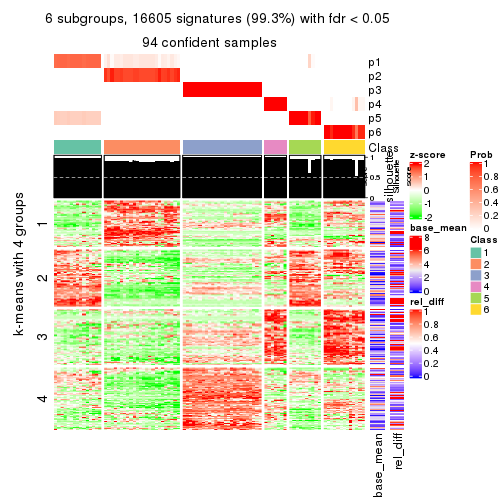 6 subgroups, 16605 signatures (99.3%) with fdr < 0.05
94 confident samples
p1
p2
p3
p4
p5
p6
Class
1
0.5
0
silhouette
Silhouette
score
k-means with 4 groups
1
2
3
4
base_mean
rel_diff
z-score
2
1
0
-1
-2
base_mean
8
6
4
2
0
rel_diff
1
0.8
0.6
0.4
0.2
0
Prob
1
0.8
0.6
0.4
0.2
0
Class
1
2
3
4
5
6